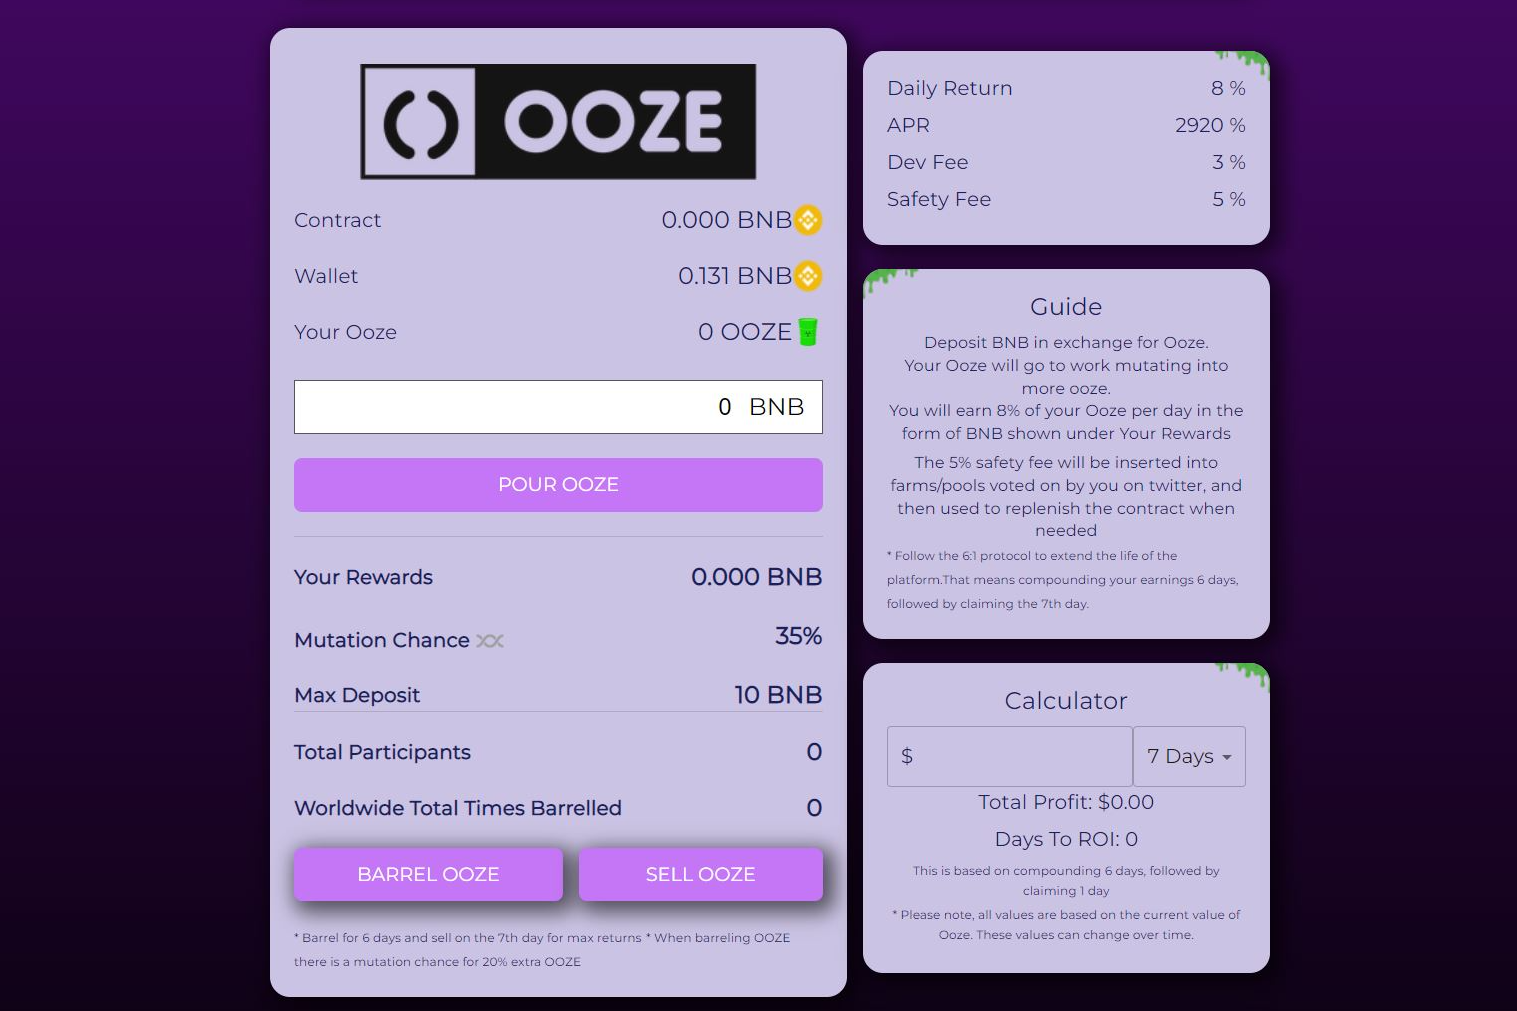 OOZE
Contract 0.000 BNB
Wallet 0.131 BNB
Your Ooze 0 OOZE
0 BNB
POUR OOZE
Your Rewards 0.000 BNB
Mutation Chance 35%
Max Deposit 10 BNB
Total Participants 0
Worldwide Total Times Barrelled 0
BARREL OOZE SELL OOZE
* Barrel for 6 days and sell on the 7th day for max returns * When barreling OOZE
there is a mutation chance for 20% extra OOZE
Daily Return 8 %
APR 2920 %
Dev Fee 3 %
Safety Fee 5 %
Guide
Deposit BNB in exchange for Ooze.
Your Ooze will go to work mutating into
more ooze.
You will earn 8% of your Ooze per day in the
form of BNB shown under Your Rewards
The 5% safety fee will be inserted into
farms/pools voted on by you on twitter, and
then used to replenish the contract when
needed
* Follow the 6:1 protocol to extend the life of the
platform.That means compounding your earnings 6 days,
followed by claiming the 7th day.
Calculator
$ 7 Days
Total Profit: $0.00
Days To ROI: 0
This is based on compounding 6 days, followed by
claiming 1 day
* Please note, all values are based on the current value of
Ooze. These values can change over time.